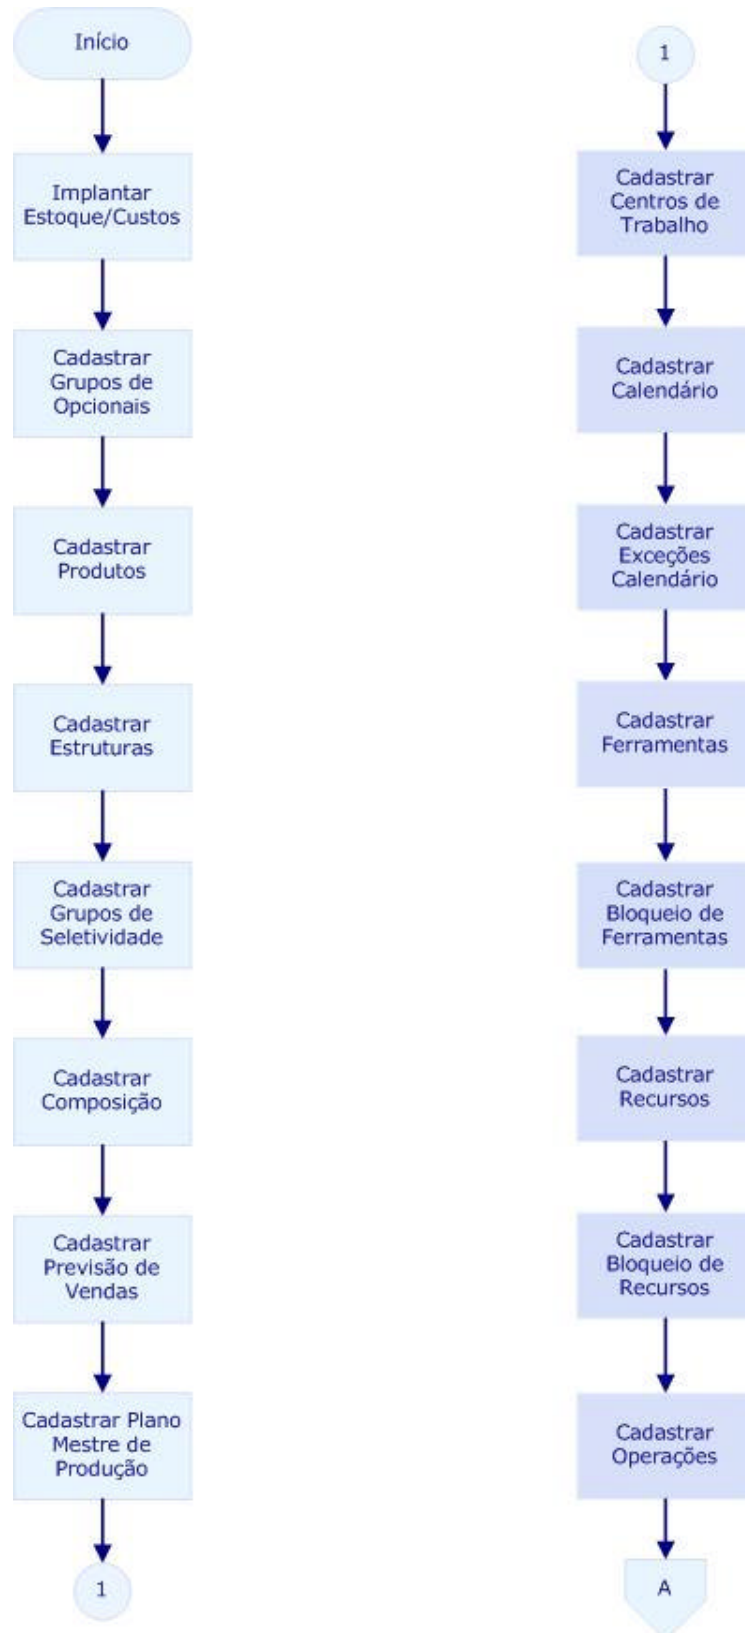 Início
Implantar
Estoque/Custos
Cadastrar
Grupos de
Opcionais
Cadastrar
Produtos
Cadastrar
Estruturas
Cadastrar
Grupos de
Seletividade
Cadastrar
Composição
Cadastrar
Previsão de
Vendas
Cadastrar Plano
Mestre de
Produção
1
1
Cadastrar
Centros de
Trabalho
Cadastrar
Calendário
Cadastrar
Exceções
Calendário
Cadastrar
Ferramentas
Cadastrar
Bloqueio de
Ferramentas
Cadastrar
Recursos
Cadastrar
Bloqueio de
Recursos
Cadastrar
Operações
A